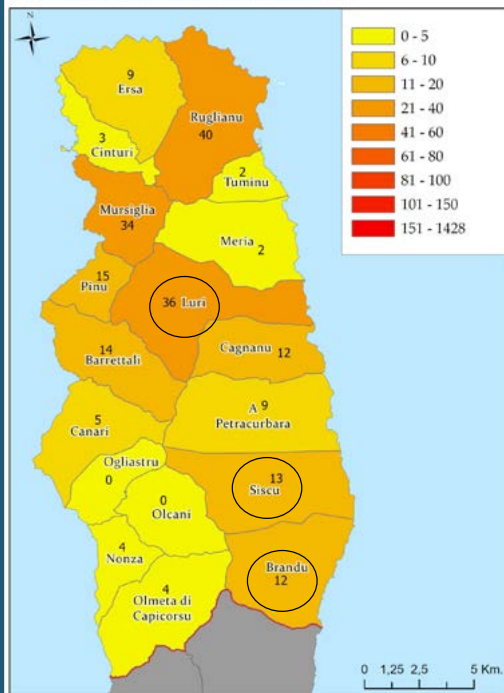 N
0 - 5
6 - 10
11 - 20
21 - 40
41 - 60
61 - 80
81 - 100
101 - 150
151 - 1428
9
Ersa
Ruglianu
40
3
Cinturi
2
Tuminu
Mursiglia
34
Meria
2
15
Pinu
36 Luri
14
Barrettali
Cagnanu
12
5
Canari
9
A
Petracurbara
Ogliastru
0
0
Olcani
13
Siscu
4
Nonza
Brandu
12
4
Olmeta di
Capicorsu
0 1,25 2,5 5 Km.